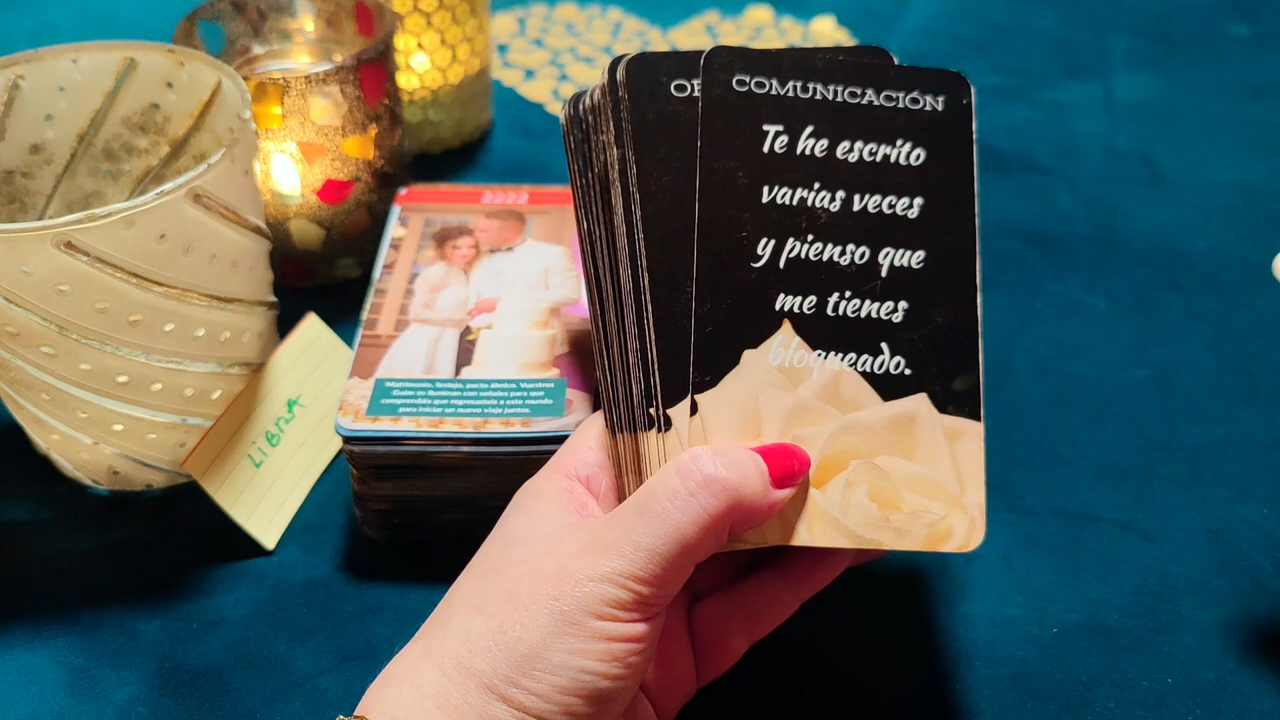 COMUNICACIÓN
Te he escrito
varias veces
y pienso que
me tienes
bloqueado.
2222
Matrimonio, festejo, pacto álmico. Vuestros
Guías os iluminan con señales para que
comprendáis que regresasteis a este mundo
para iniciar un nuevo viaje juntos.
LIBRA